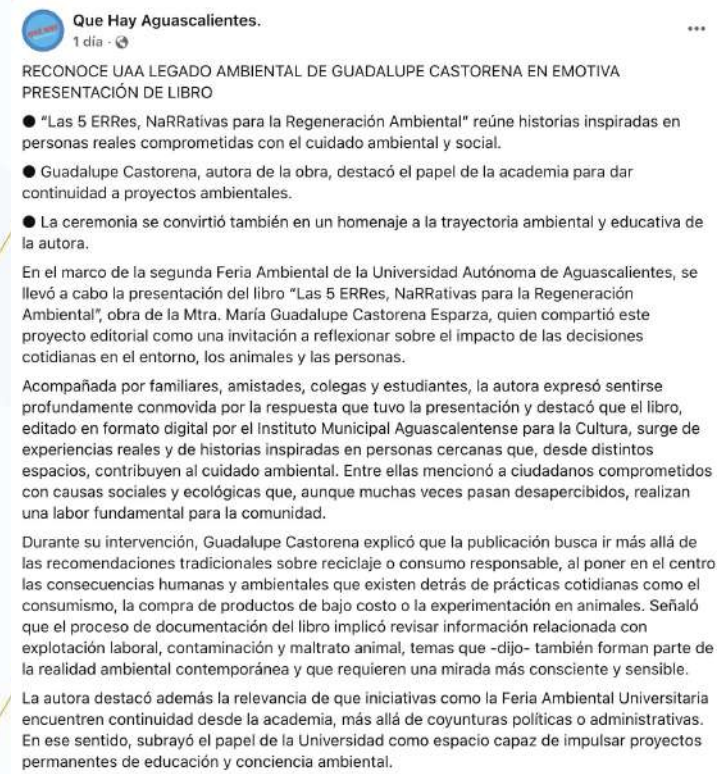 Que Hay Aguascalientes.
1 día ·
RECONOCE UAA LEGADO AMBIENTAL DE GUADALUPE CASTORENA EN EMOTIVA
PRESENTACIÓN DE LIBRO
● “Las 5 ERRes, NaRRativas para la Regeneración Ambiental” reúne historias inspiradas en
personas reales comprometidas con el cuidado ambiental y social.
● Guadalupe Castorena, autora de la obra, destacó el papel de la academia para dar
continuidad a proyectos ambientales.
● La ceremonia se convirtió también en un homenaje a la trayectoria ambiental y educativa de
la autora.
En el marco de la segunda Feria Ambiental de la Universidad Autónoma de Aguascalientes, se
llevó a cabo la presentación del libro “Las 5 ERRes, NaRRativas para la Regeneración
Ambiental”, obra de la Mtra. María Guadalupe Castorena Esparza, quien compartió este
proyecto editorial como una invitación a reflexionar sobre el impacto de las decisiones
cotidianas en el entorno, los animales y las personas.
Acompañada por familiares, amistades, colegas y estudiantes, la autora expresó sentirse
profundamente conmovida por la respuesta que tuvo la presentación y destacó que el libro,
editado en formato digital por el Instituto Municipal Aguascalentense para la Cultura, surge de
experiencias reales y de historias inspiradas en personas cercanas que, desde distintos
espacios, contribuyen al cuidado ambiental. Entre ellas mencionó a ciudadanos comprometidos
con causas sociales y ecológicas que, aunque muchas veces pasan desapercibidos, realizan
una labor fundamental para la comunidad.
Durante su intervención, Guadalupe Castorena explicó que la publicación busca ir más allá de
las recomendaciones tradicionales sobre reciclaje o consumo responsable, al poner en el centro
las consecuencias humanas y ambientales que existen detrás de prácticas cotidianas como el
consumismo, la compra de productos de bajo costo o la experimentación en animales. Señaló
que el proceso de documentación del libro implicó revisar información relacionada con
explotación laboral, contaminación y maltrato animal, temas que -dijo- también forman parte de
la realidad ambiental contemporánea y que requieren una mirada más consciente y sensible.
La autora destacó además la relevancia de que iniciativas como la Feria Ambiental Universitaria
encuentren continuidad desde la academia, más allá de coyunturas políticas o administrativas.
En ese sentido, subrayó el papel de la Universidad como espacio capaz de impulsar proyectos
permanentes de educación y conciencia ambiental.